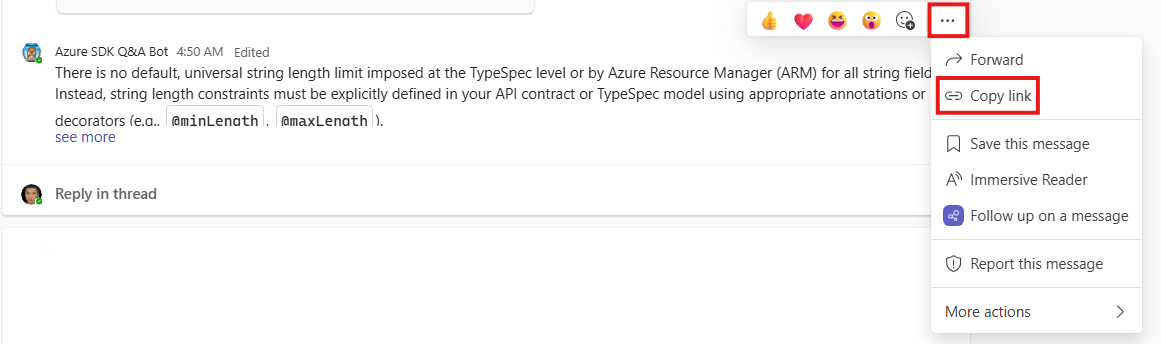 Azure SDK Q&A Bot 4:50 AM Edited
There is no default, universal string length limit imposed at the TypeSpec level or by Azure Resource Manager (ARM) for all string field
Instead, string length constraints must be explicitly defined in your API contract or TypeSpec model using appropriate annotations or
decorators (e.g., @minLength, @maxLength).
see more
Reply in thread
Forward
Copy link
Save this message
Immersive Reader
Follow up on a message
Report this message
More actions